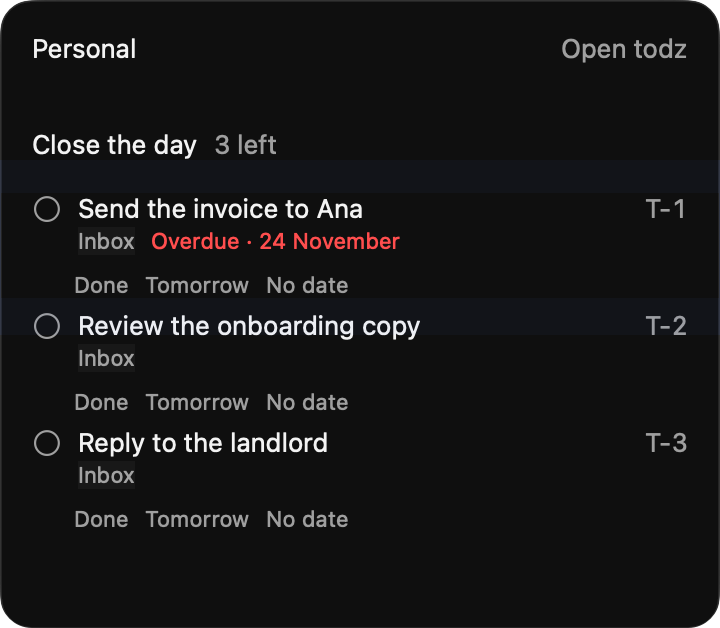 Personal Open todz
Close the day 3 left
Send the invoice to Ana T-1
Inbox Overdue · 24 November
Done Tomorrow No date
Review the onboarding copy T-2
Inbox
Done Tomorrow No date
Reply to the landlord T-3
Inbox
Done Tomorrow No date